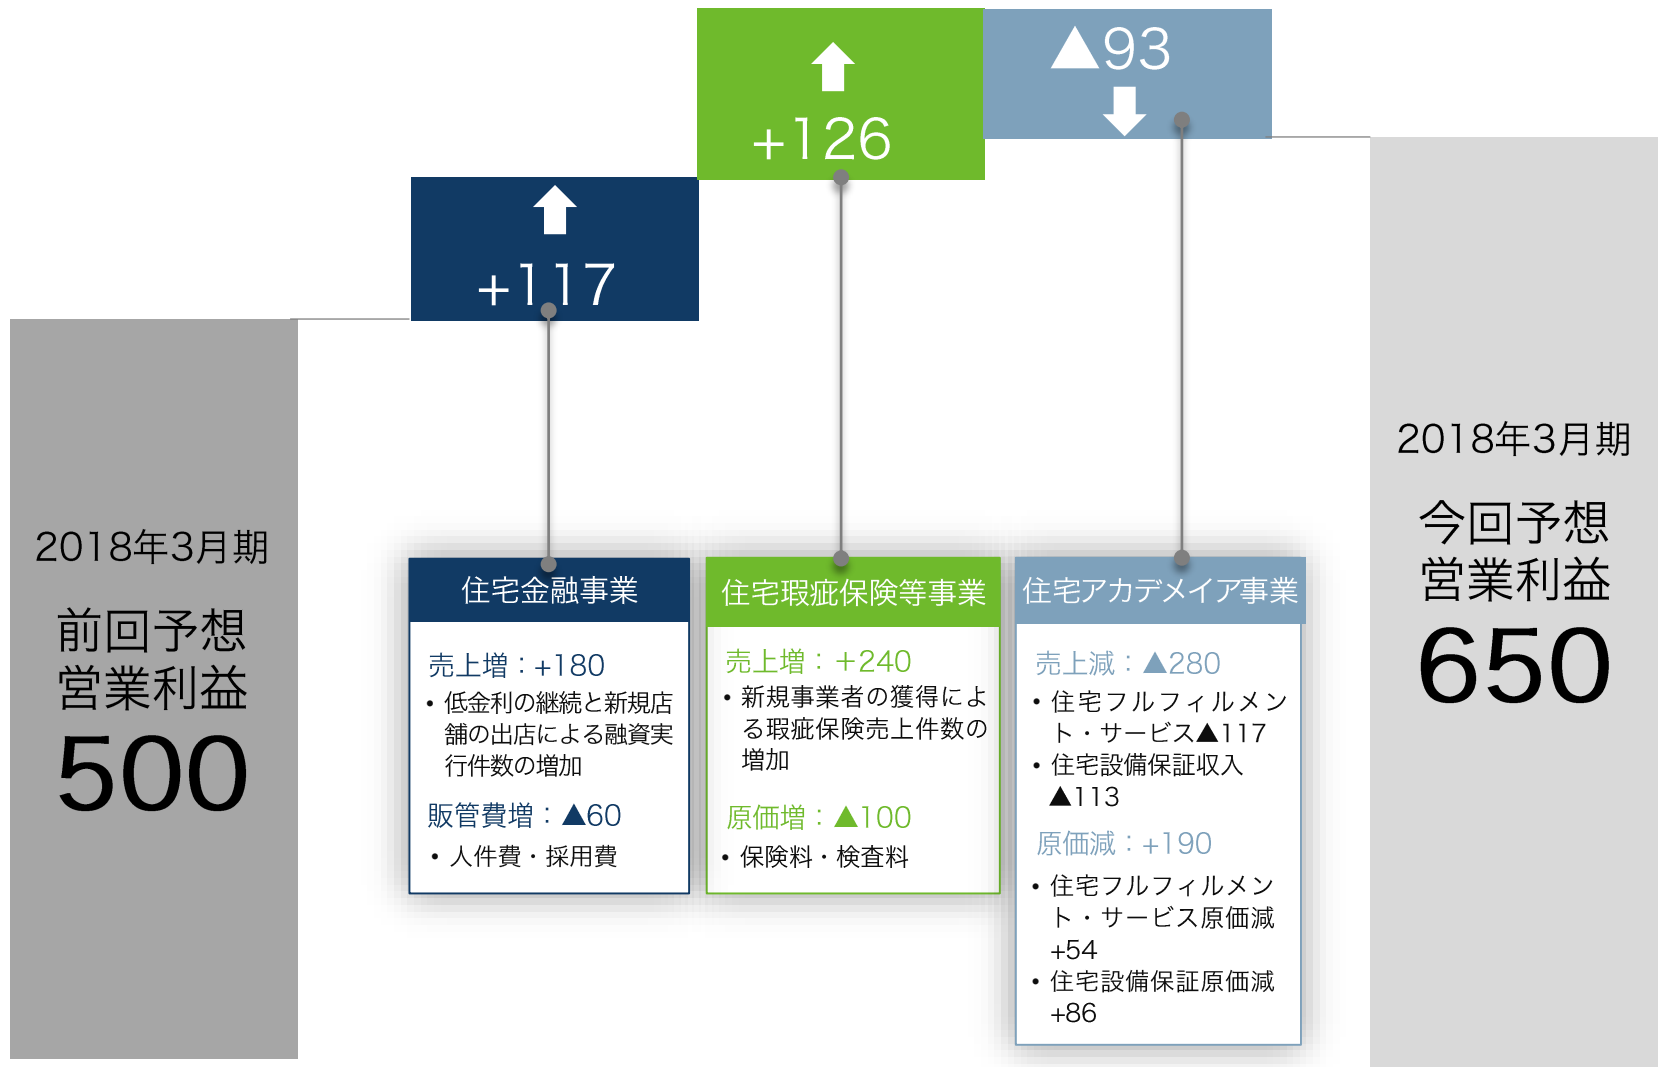 ▲93
+126
+117
2018年3月期
前回予想
営業利益
500
2018年3月期
今回予想
営業利益
650
住宅金融事業
売上増：+180
• 低金利の継続と新規店
舗の出店による融資実
行件数の増加
販管費増：▲60
• 人件費・採用費
住宅瑕疵保険等事業
売上増：＋240
• 新規事業者の獲得によ
る瑕疵保険売上件数の
増加
原価増：▲100
• 保険料・検査料
住宅アカデメイア事業
売上減：▲280
• 住宅フルフィルメン
ト・サービス▲117
• 住宅設備保証収入
▲113
原価減：+190
• 住宅フルフィルメン
ト・サービス原価減
+54
• 住宅設備保証原価減
+86